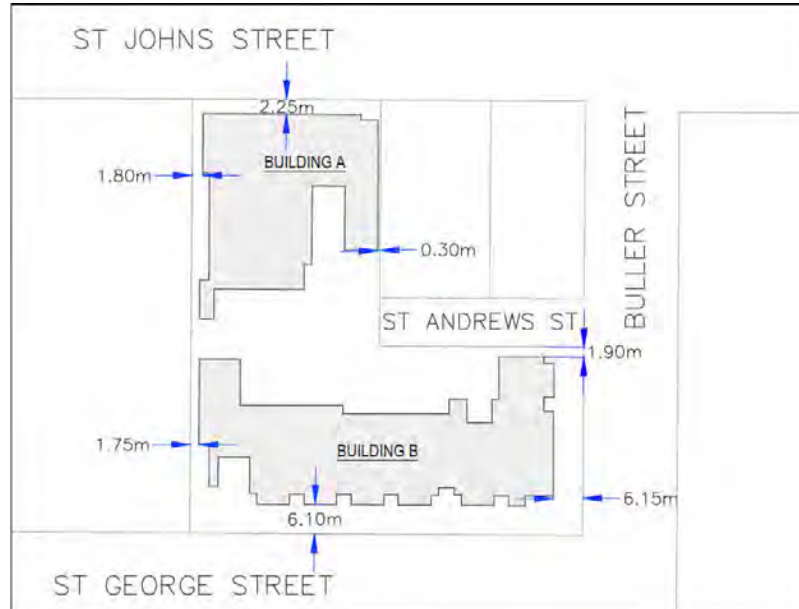 ST JOHNS STREET
2.25m
BUILDING A
1.80m
0.30m
BULLER STREET
ST ANDREWS ST
1.90m
1.75m
BUILDING B
6.10m
6.15m
ST GEORGE STREET